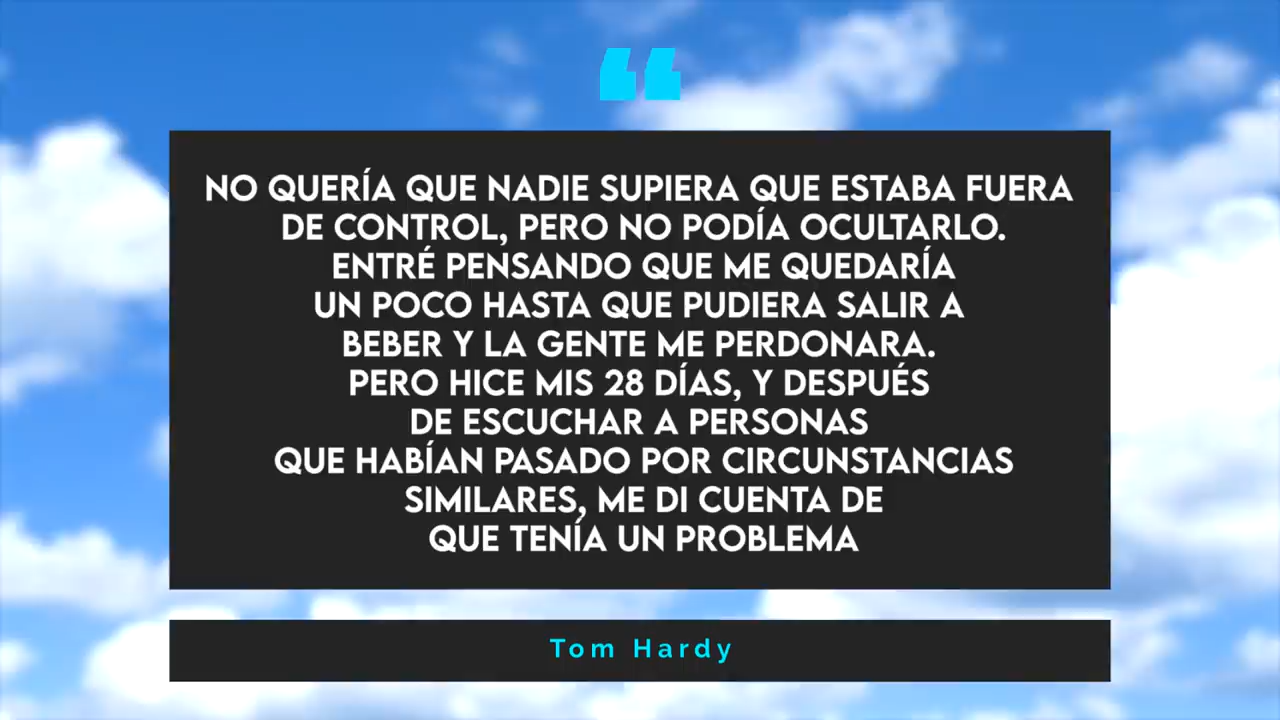 “
NO QUERÍA QUE NADIE SUPIERA QUE ESTABA FUERA
DE CONTROL, PERO NO PODÍA OCULTARLO.
ENTRÉ PENSANDO QUE ME QUEDARÍA
UN POCO HASTA QUE PUDIERA SALIR A
BEBER Y LA GENTE ME PERDONARA.
PERO HICE MIS 28 DÍAS, Y DESPUÉS
DE ESCUCHAR A PERSONAS
QUE HABÍAN PASADO POR CIRCUNSTANCIAS
SIMILARES, ME DI CUENTA DE
QUE TENÍA UN PROBLEMA
Tom Hardy